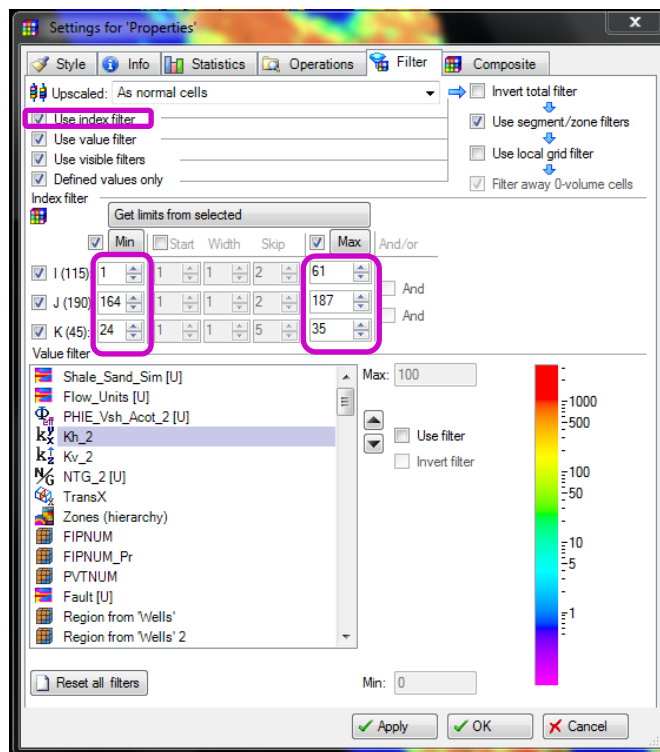 Settings for 'Properties'
x
Style Info Statistics Operations Filter Composite
Upscaled: As normal cells
Invert total filter
Use index filter
Use segment/zone filters
Use value filter
Use visible filters
Use local grid filter
Defined values only
Filter away 0-volume cells
Index filter
Get limits from selected
Min Start Width Skip Max And/or
I (115): 1 1 1 2 61
And
J (190) 164 1 1 2 187
And
K (45): 24 1 1 5 35
Value filter
Shale_Sand_Sim [U]
Max: 100
Flow_Units [U]
Φeff PHIE_Vsh_Acot_2 [U]
1000
500
kyx Kh_2
Use filter
kz Kv_2
Invert filter
N/G NTG_2 [U]
100
TransX
50
Zones (hierarchy)
FIPNUM
10
FIPNUM_Pr
5
PVTNUM
Fault [U]
Region from 'Wells'
1
Region from 'Wells' 2
Reset all filters
Min: 0
Apply OK Cancel